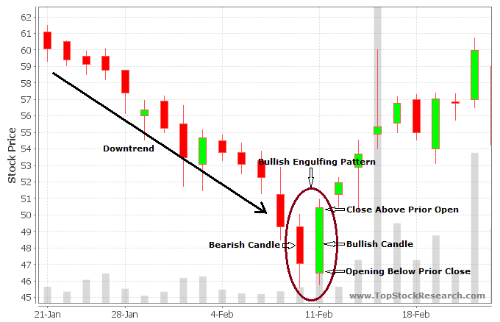 62
61
60
59
58
57
56
55
54
53
52
51
50
49
48
47
46
45
Stock Price
Downtrend
Bullish Engulfing Pattern
Close Above Prior Open
Bearish Candle
Bullish Candle
Opening Below Prior Close
www.TopStockResearch.com
21-Jan
28-Jan
4-Feb
11-Feb
18-Feb